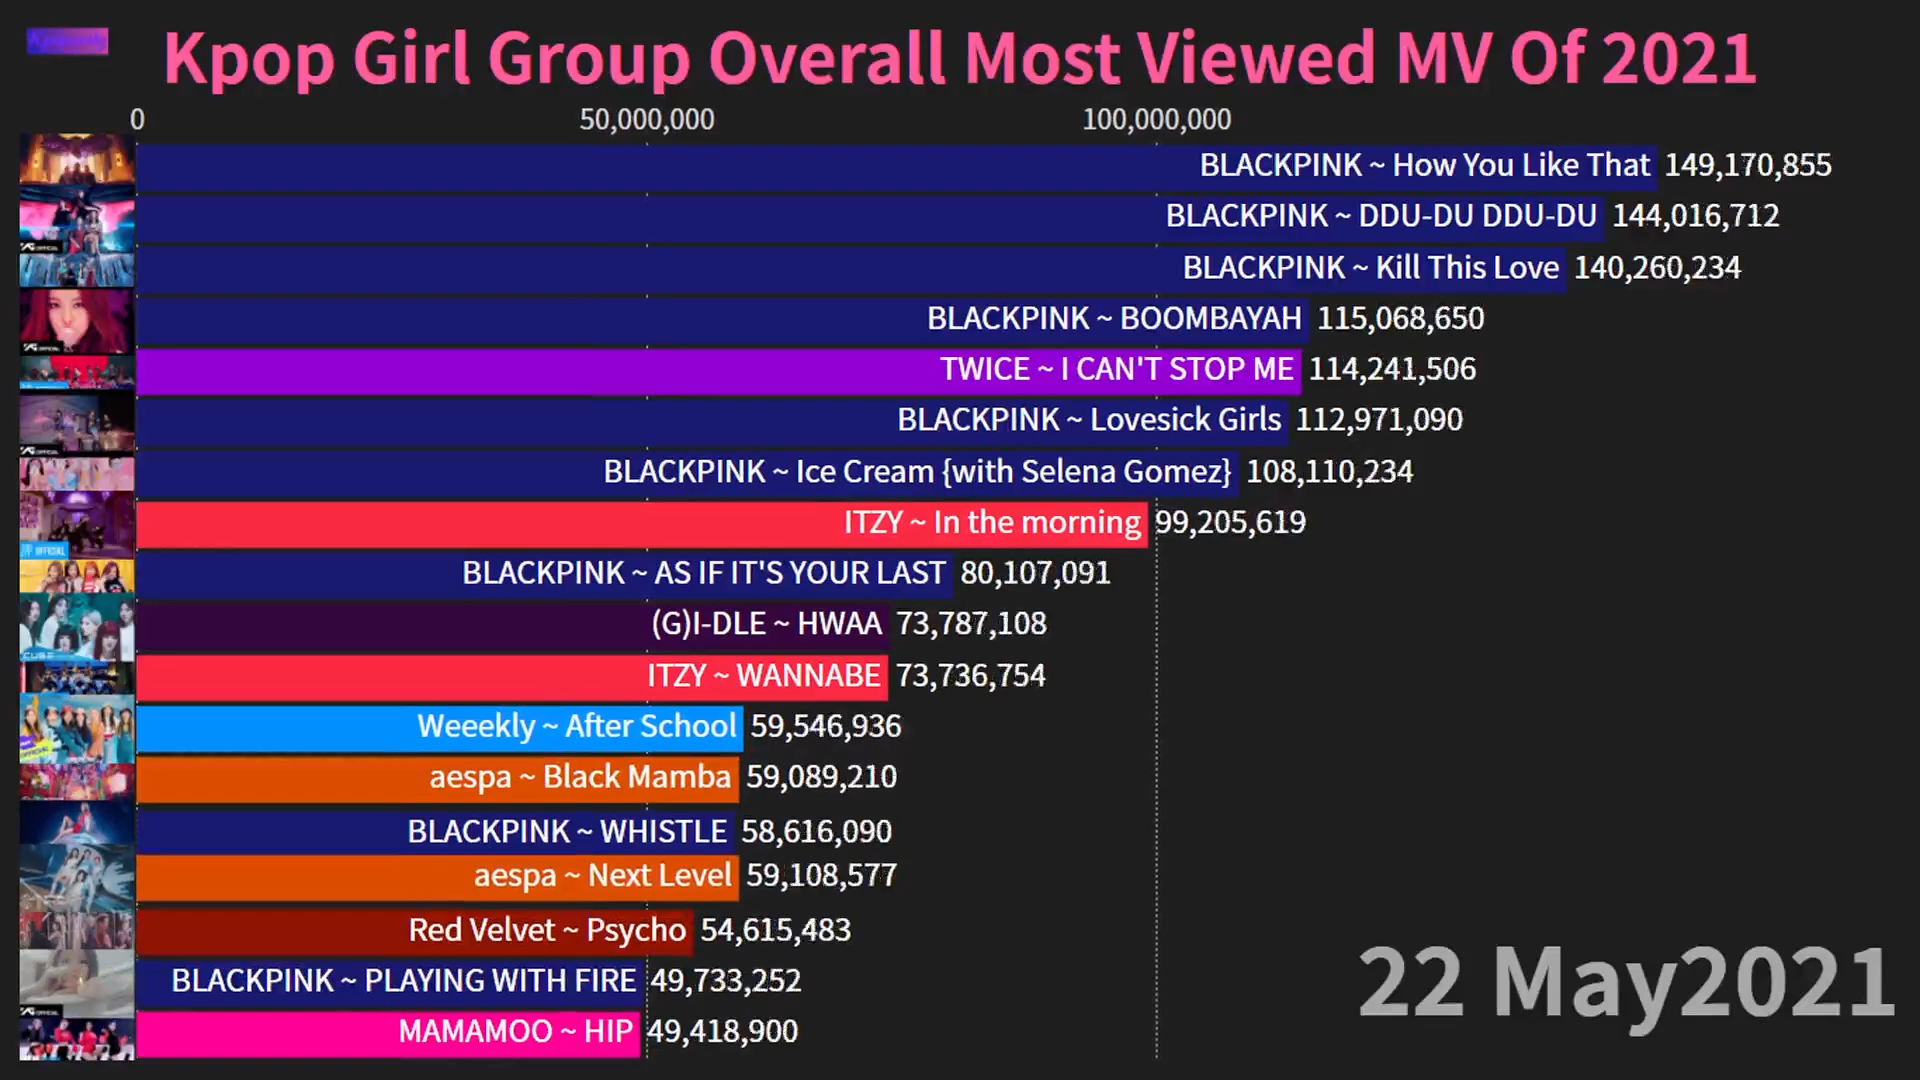 Kpop Girl Group Overall Most Viewed MV Of 2021
0 50,000,000 100,000,000
BLACKPINK ~ How You Like That 149,170,855
BLACKPINK ~ DDU-DU DDU-DU 144,016,712
BLACKPINK ~ Kill This Love 140,260,234
BLACKPINK ~ BOOMBAYAH 115,068,650
TWICE ~ I CAN'T STOP ME 114,241,506
BLACKPINK ~ Lovesick Girls 112,971,090
BLACKPINK ~ Ice Cream {with Selena Gomez} 108,110,234
ITZY ~ In the morning 99,205,619
BLACKPINK ~ AS IF IT'S YOUR LAST 80,107,091
(G)I-DLE ~ HWAA 73,787,108
ITZY ~ WANNABE 73,736,754
Weeekly ~ After School 59,546,936
aespa ~ Black Mamba 59,089,210
BLACKPINK ~ WHISTLE 58,616,090
aespa ~ Next Level 59,108,577
Red Velvet ~ Psycho 54,615,483
BLACKPINK ~ PLAYING WITH FIRE 49,733,252
MAMAMOO ~ HIP 49,418,900
22 May2021